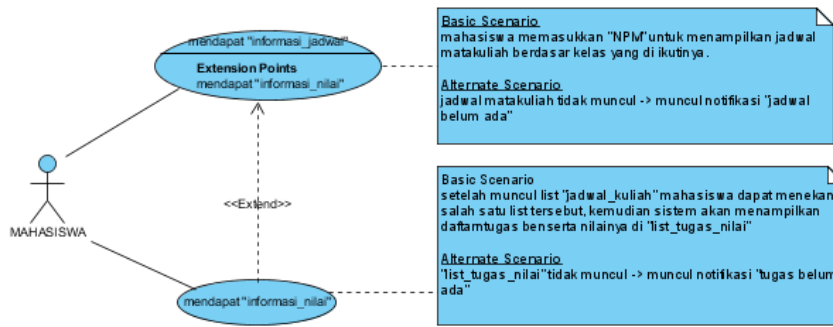 mendapat "informasi_jadwal"
Extension Points
mendapat "informasi_nilai"
Basic Scenario
mahasiswa memasukkan "NPM" untuk menampilkan jadwal
matakuliah berdasar kelas yang di ikutinya.
Alternate Scenario
jadwal matakuliah tidak muncul -> muncul notifikasi "jadwal
belum ada"
MAHASISWA
<<Extend>>
Basic Scenario
setelah muncul list "jadwal_kuliah" mahasiswa dapat menekan
salah satu list tersebut, kemudian sistem akan menampilkan
daftarntugas benserta nilainya di "list_tugas_nilai"
Alternate Scenario
"list_tugas_nilai" tidak muncul -> muncul notifikasi "tugas belum
ada"
mendapat "informasi_nilai"